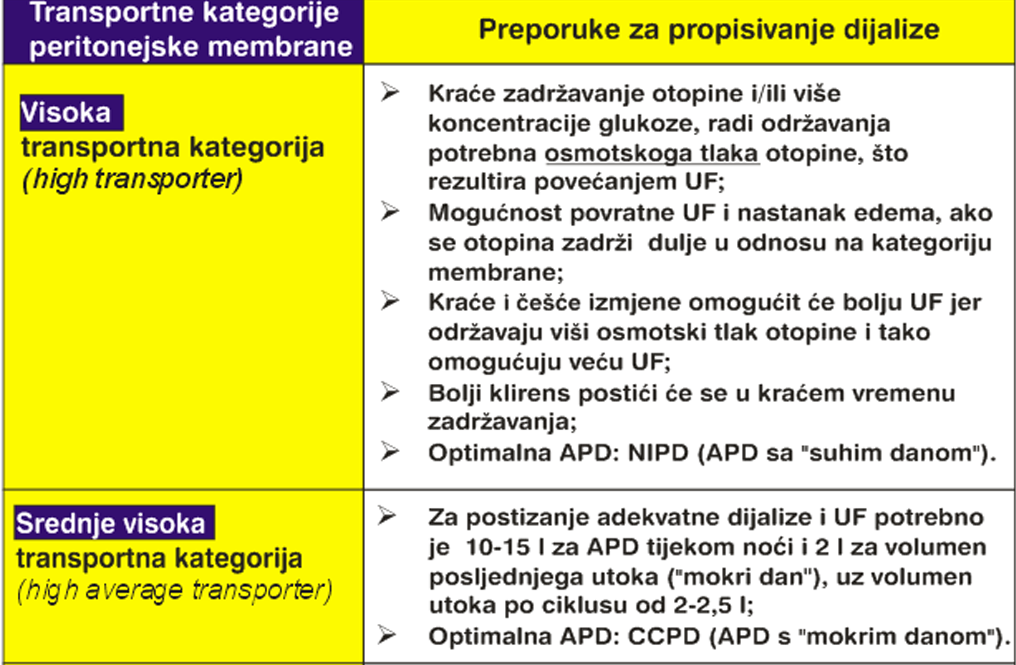 Transportne kategorije
peritonejske membrane
Preporuke za propisivanje dijalize
Visoka
transportna kategorija
(high transporter)
➢ Kraće zadržavanje otopine i/ili više
koncentracije glukoze, radi održavanja
potrebna osmotskoga tlaka otopine, što
rezultira povećanjem UF;
➢ Mogućnost povratne UF i nastanak edema, ako
se otopina zadrži dulje u odnosu na kategoriju
membrane;
➢ Kraće i češće izmjene omogućit će bolju UF jer
održavaju viši osmotski tlak otopine i tako
omogućuju veću UF;
➢ Bolji klirens postići će se u kraćem vremenu
zadržavanja;
➢ Optimalna APD: NIPD (APD sa "suhim danom").
Srednje visoka
transportna kategorija
(high average transporter)
➢ Za postizanje adekvatne dijalize i UF potrebno
je 10-15 l za APD tijekom noći i 2 l za volumen
posljednjega utoka ("mokri dan"), uz volumen
utoka po ciklusu od 2-2,5 l;
➢ Optimalna APD: CCPD (APD s "mokrim danom").